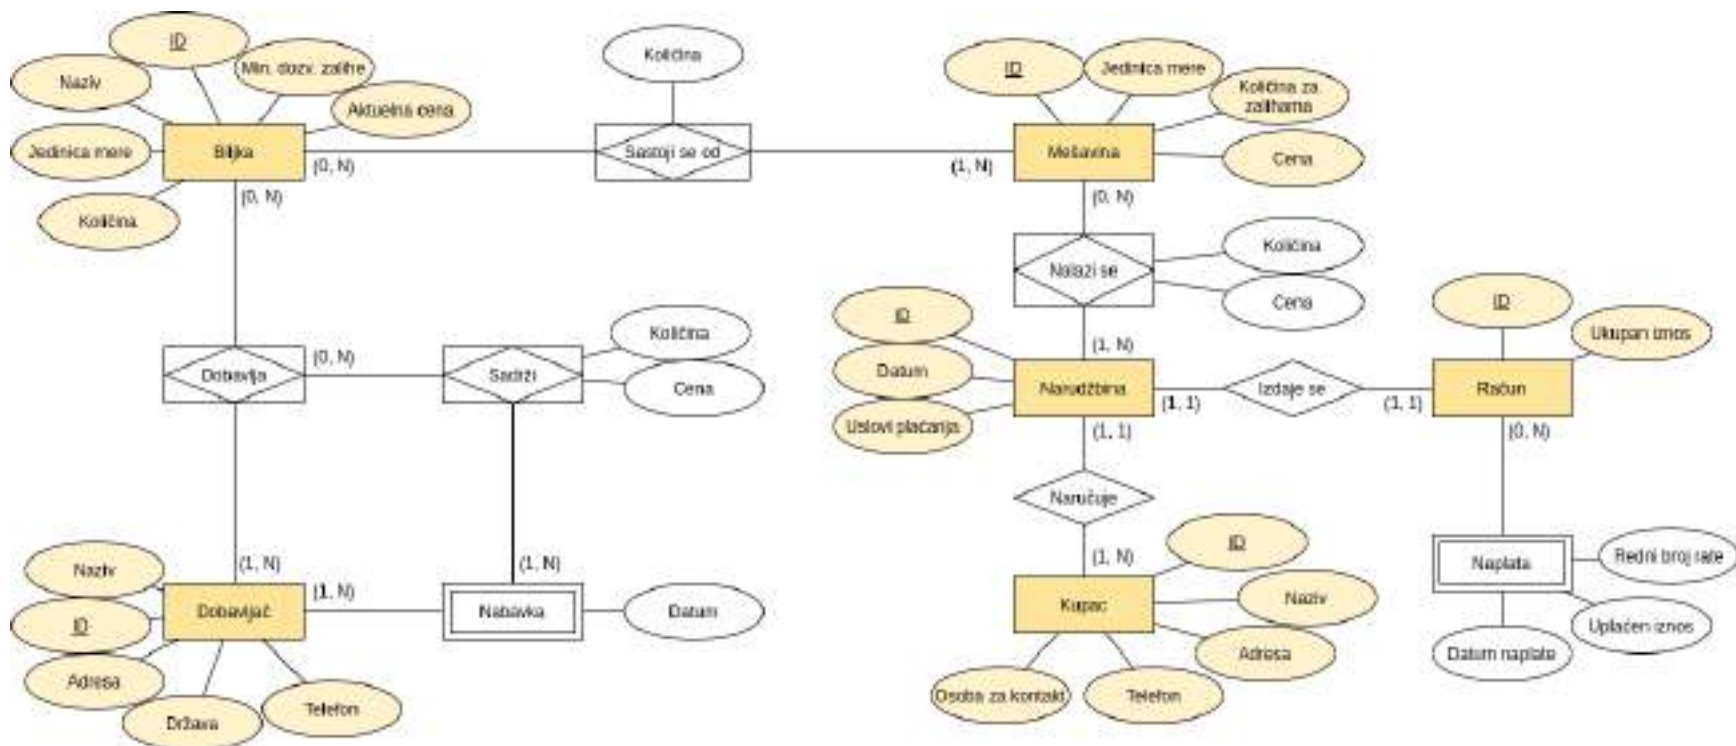 ID
Naziv
Min. dozv. zalihe
Aktuelna cena
Jedinica mere
Biljka
Količina
(0, N)
(0, N)
Količina
Sastoji se od
(1, N)
ID
Jedinica mere
Količina za
zalihama
Cena
Mešavina
(0, N)
Nalazi se
Količina
Cena
(1, N)
Dobavlja
(0, N)
Sadrži
Količina
Cena
ID
Datum
Uslovi plaćanja
Narudžbina
(1, 1)
(1, 1)
Izdaje se
(1, 1)
ID
Ukupan iznos
Račun
(0, N)
Naručuje
(1, N)
(1, N)
(1, N)
(1, N)
Naziv
ID
Adresa
Država
Telefon
Dobavljač
Nabavka
Datum
Kupac
ID
Naziv
Adresa
Telefon
Osoba za kontakt
Naplata
Redni broj rate
Uplaćen iznos
Datum naplate